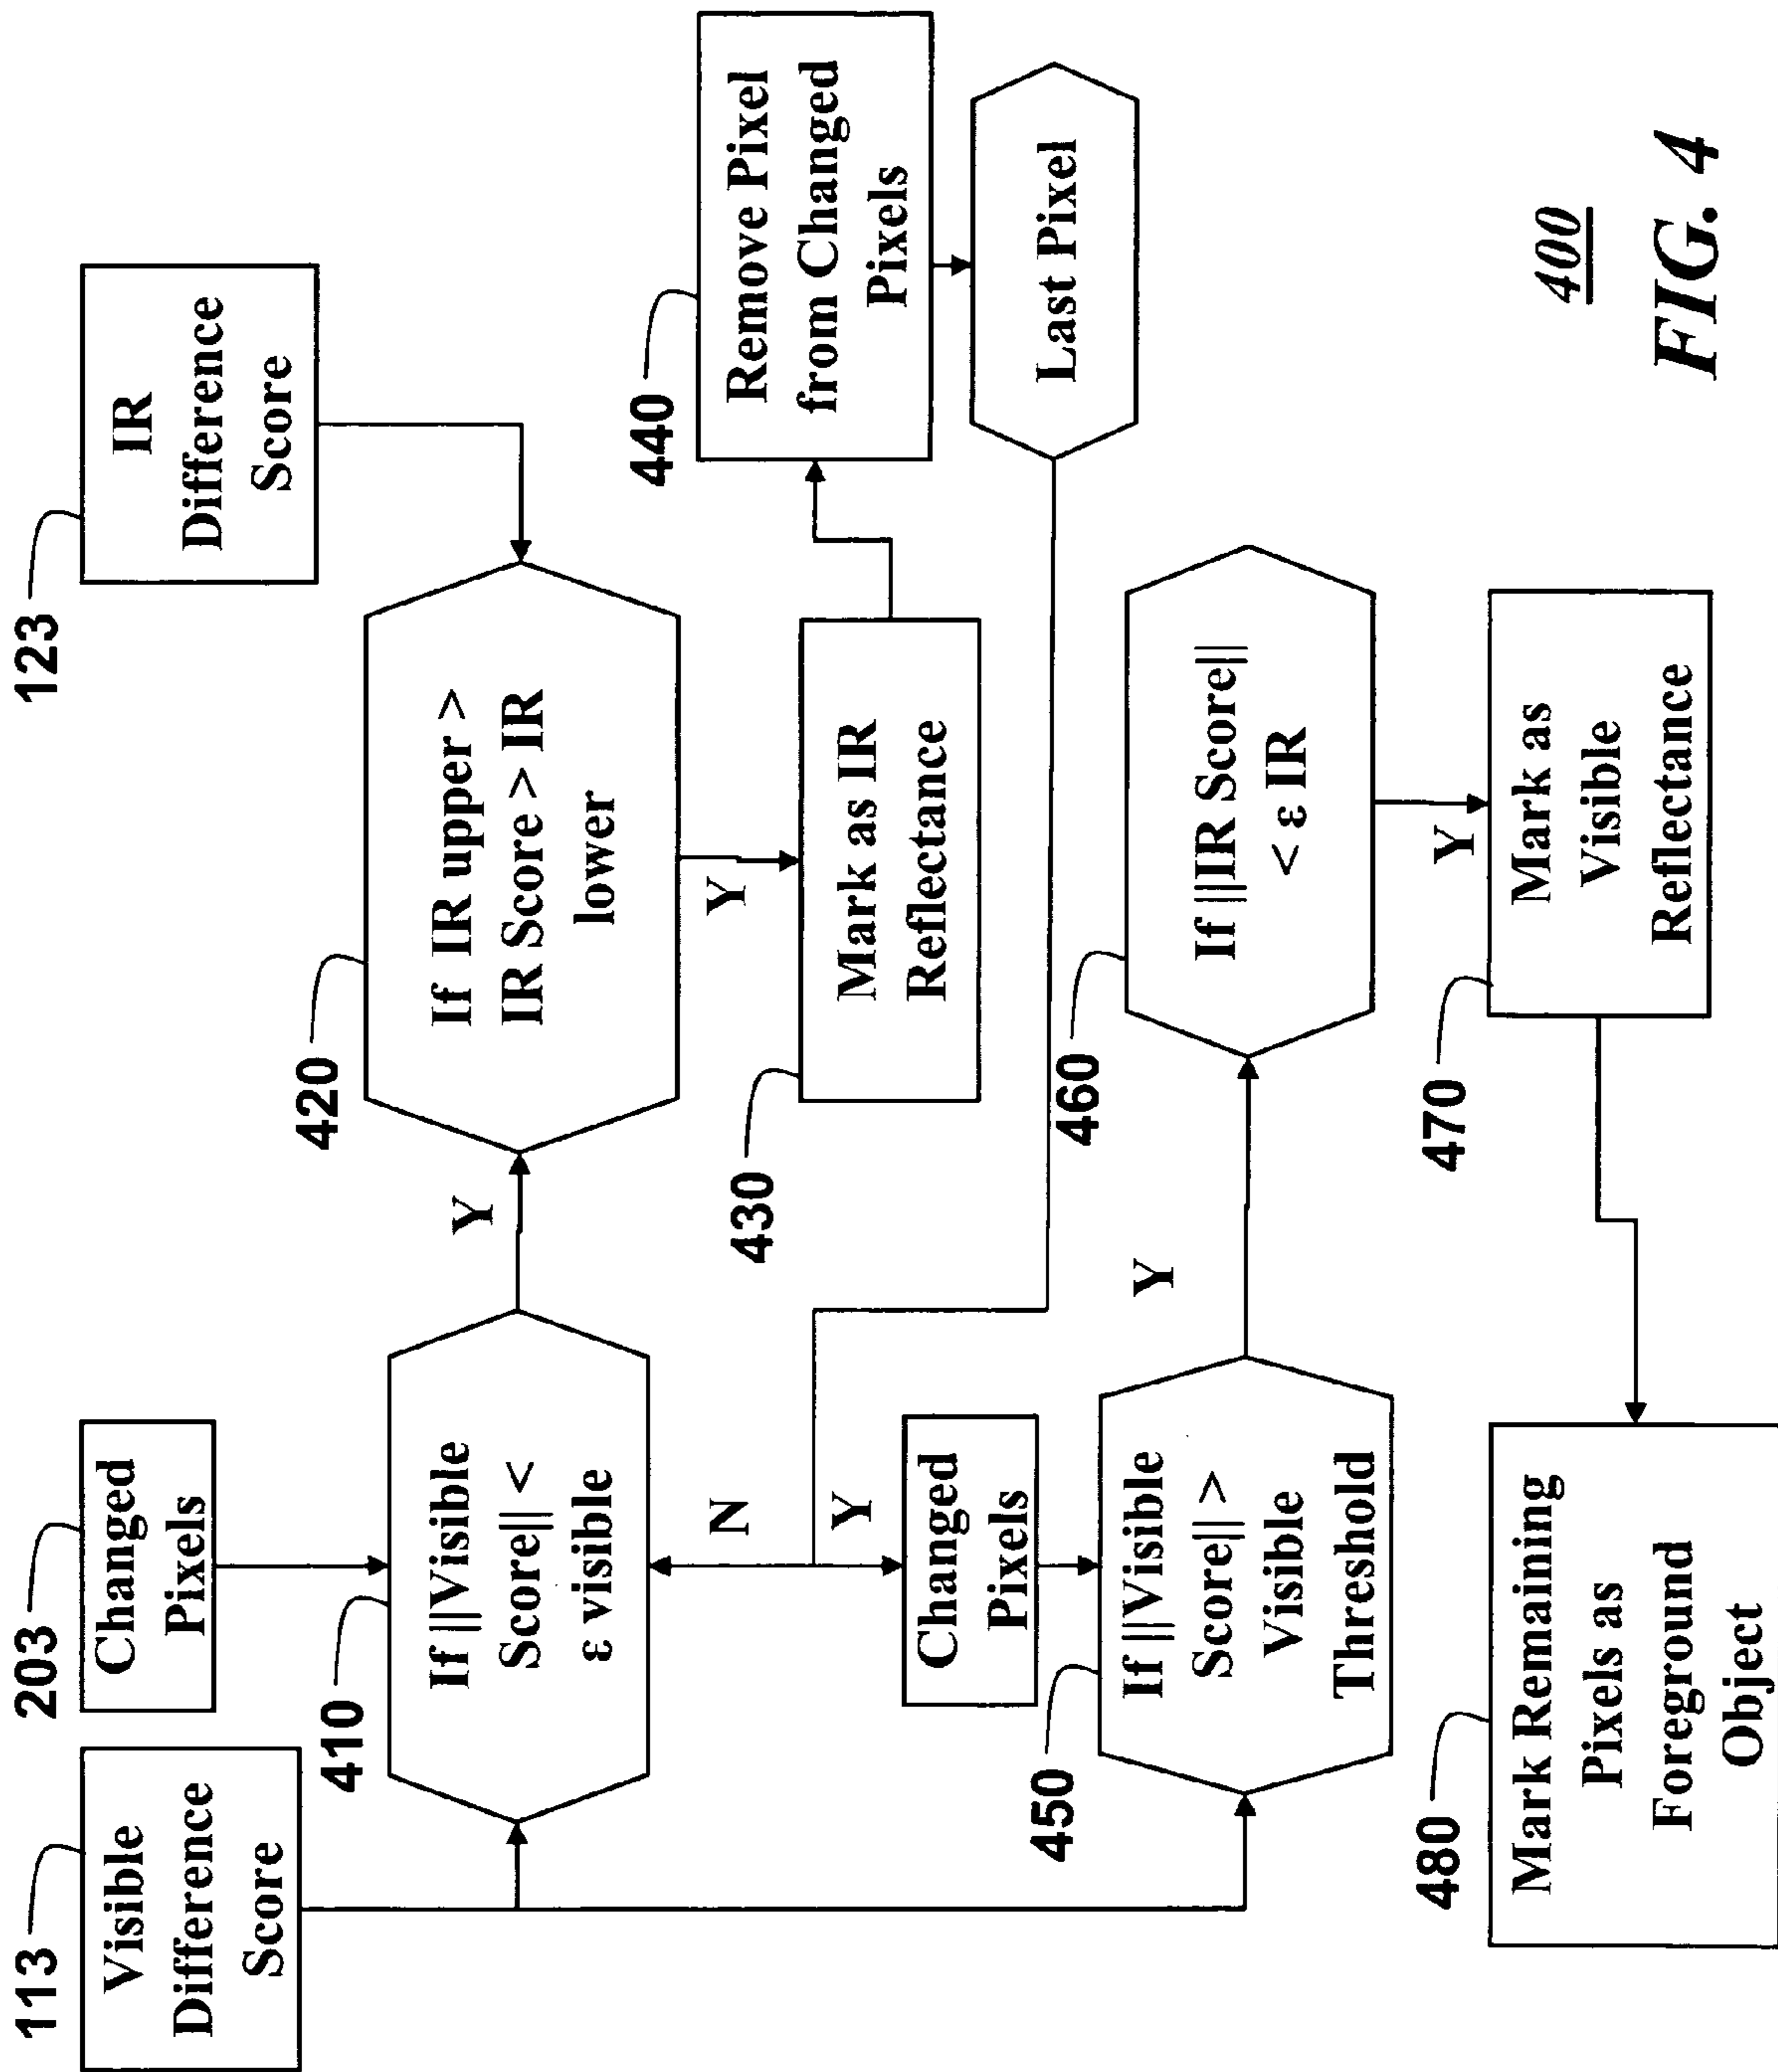 113
Visible
Difference
Score
203
Changed
Pixels
123
IR
Difference
Score
410
If ||Visible
Score|| <
ε visible
Y
420
If IR upper >
IR Score > IR
lower
Y
430
Mark as IR
Reflectance
440
Remove Pixel
from Changed
Pixels
Last Pixel
N
Y
Changed
Pixels
450
If ||Visible
Score|| >
Visible
Threshold
Y
460
If ||IR Score||
< ε IR
Y
470
Mark as
Visible
Reflectance
480
Mark Remaining
Pixels as
Foreground
Object
400
FIG. 4